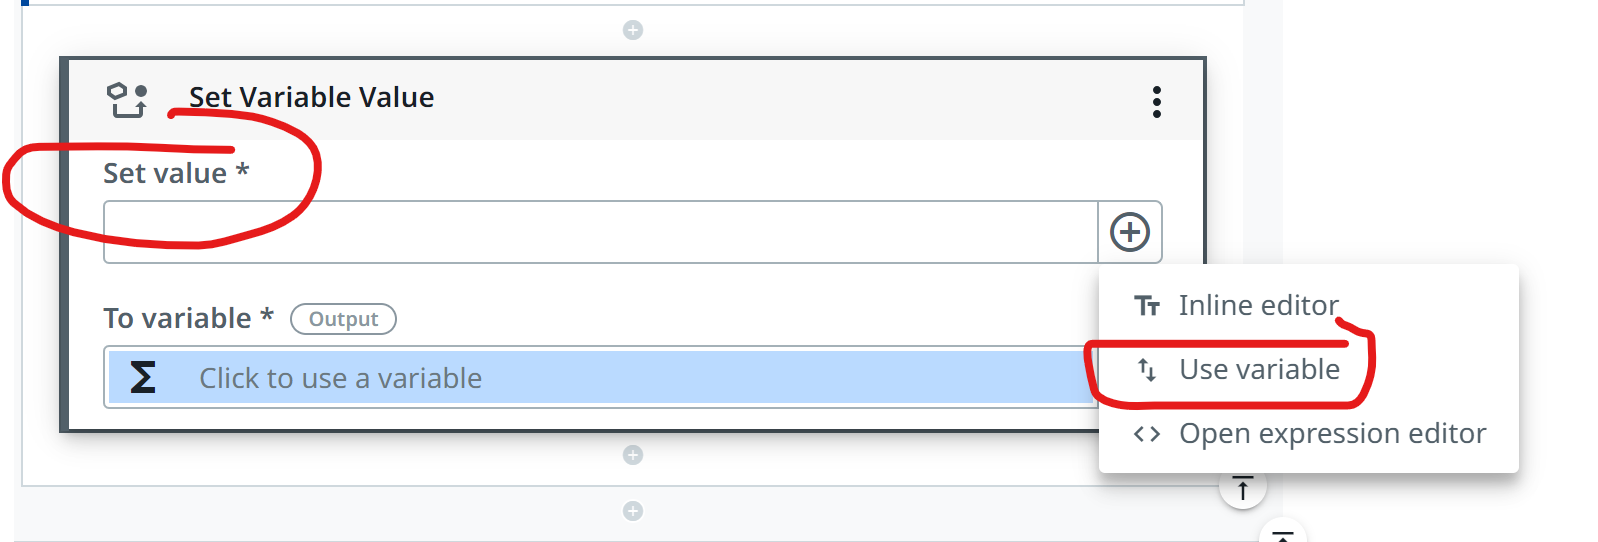 Set Variable Value
Set value *
To variable * Output
Click to use a variable
Inline editor
Use variable
Open expression editor